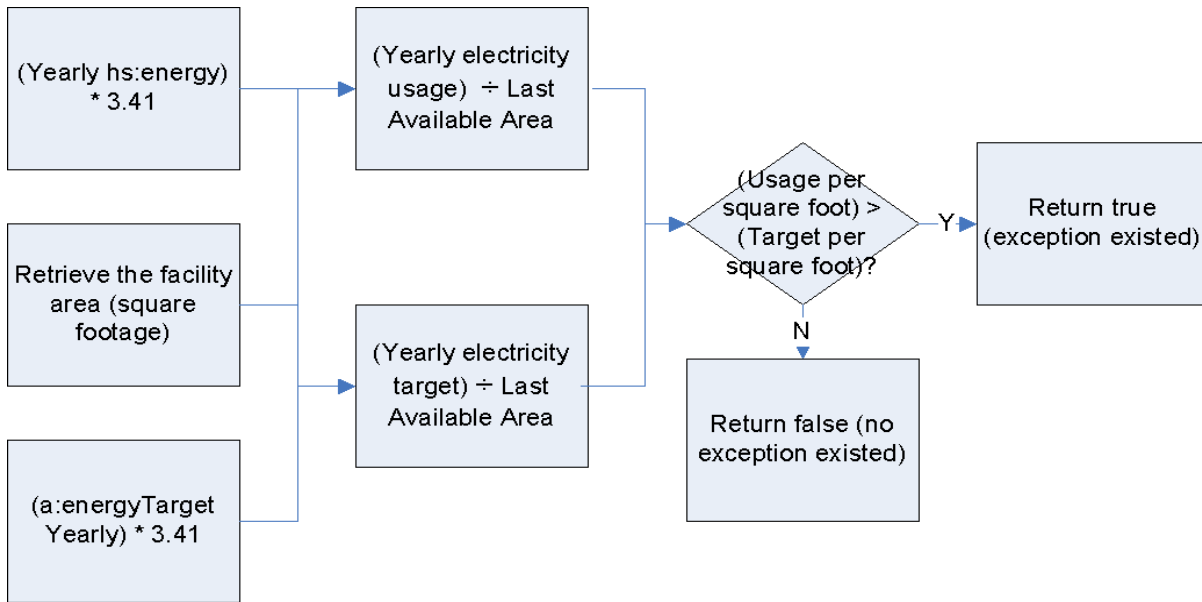 (Yearly hs:energy)
* 3.41
Retrieve the facility
area (square
footage)
(a:energyTarget
Yearly) * 3.41
(Yearly electricity
usage) ÷ Last
Available Area
(Yearly electricity
target) ÷ Last
Available Area
(Usage per
square foot) >
(Target per
square foot)?
Y
Return true
(exception existed)
N
Return false (no
exception existed)